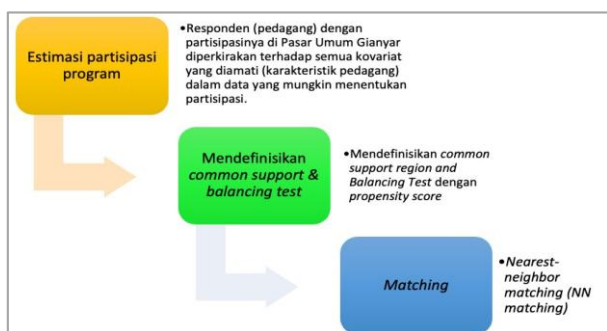 Estimasi partisipasi
program
•Responden (pedagang) dengan
partisipasinya di Pasar Umum Gianyar
diperkirakan terhadap semua kovariat
yang diamati (karakteristik pedagang)
dalam data yang mungkin menentukan
partisipasi.
Mendefinisikan
common support &
balancing test
•Mendefinisikan common
support region and
Balancing Test dengan
propensity score
Matching
•Nearest-
neighbor
matching (NN
matching)